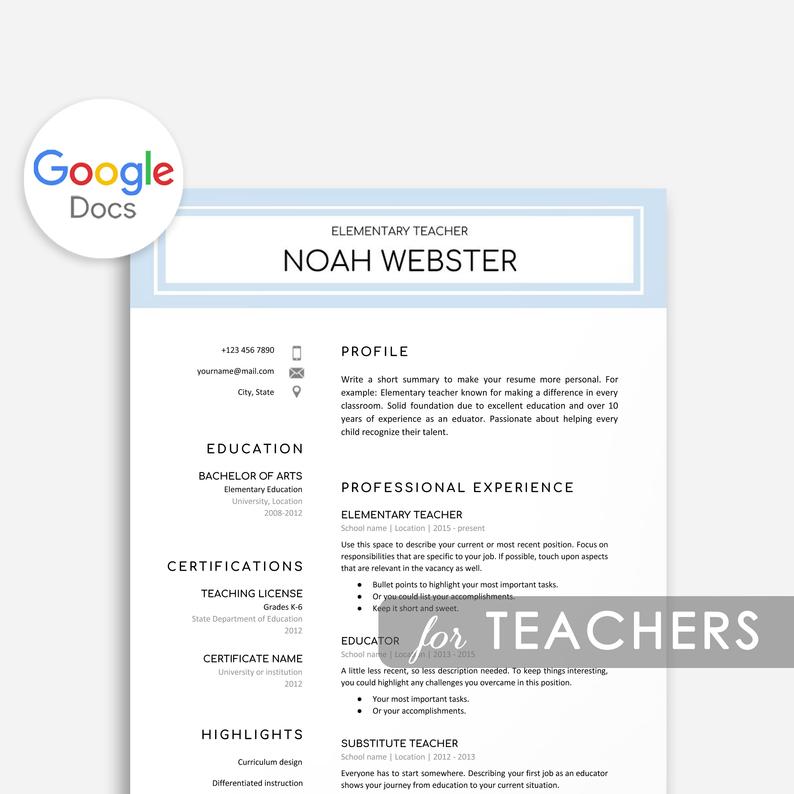 Google
Docs
ELEMENTARY TEACHER
NOAH WEBSTER
+123 456 7890
yourname@mail.com
City, State
EDUCATION
BACHELOR OF ARTS
Elementary Education
University, Location
2008-2012
CERTIFICATIONS
TEACHING LICENSE
Grades K-6
State Department of Education
2012
CERTIFICATE NAME
University or institution
2012
HIGHLIGHTS
Curriculum design
Differentiated instruction
PROFILE
Write a short summary to make your resume more personal. For
example: Elementary teacher known for making a difference in every
classroom. Solid foundation due to excellent education and over 10
years of experience as an eduator. Passionate about helping every
child recognize their talent.
PROFESSIONAL EXPERIENCE
ELEMENTARY TEACHER
School name | Location | 2015 - present
Use this space to describe your current or most recent position. Focus on
responsibilities that are specific to your job. If possible, touch upon aspects
that are relevant in the vacancy as well.
● Bullet points to highlight your most important tasks.
● Or you could list your accomplishments.
● Keep it short and sweet.
for TEACHERS
EDUCATOR
School name | Location | 2013 - 2015
A little less recent, so less description needed. To keep things interesting,
you could highlight any challenges you overcame in this position.
● Your most important tasks.
● Or your accomplishments.
SUBSTITUTE TEACHER
School name | Location | 2012 - 2013
Everyone has to start somewhere. Describing your first job as an educator
shows your journey from education to your current situation.